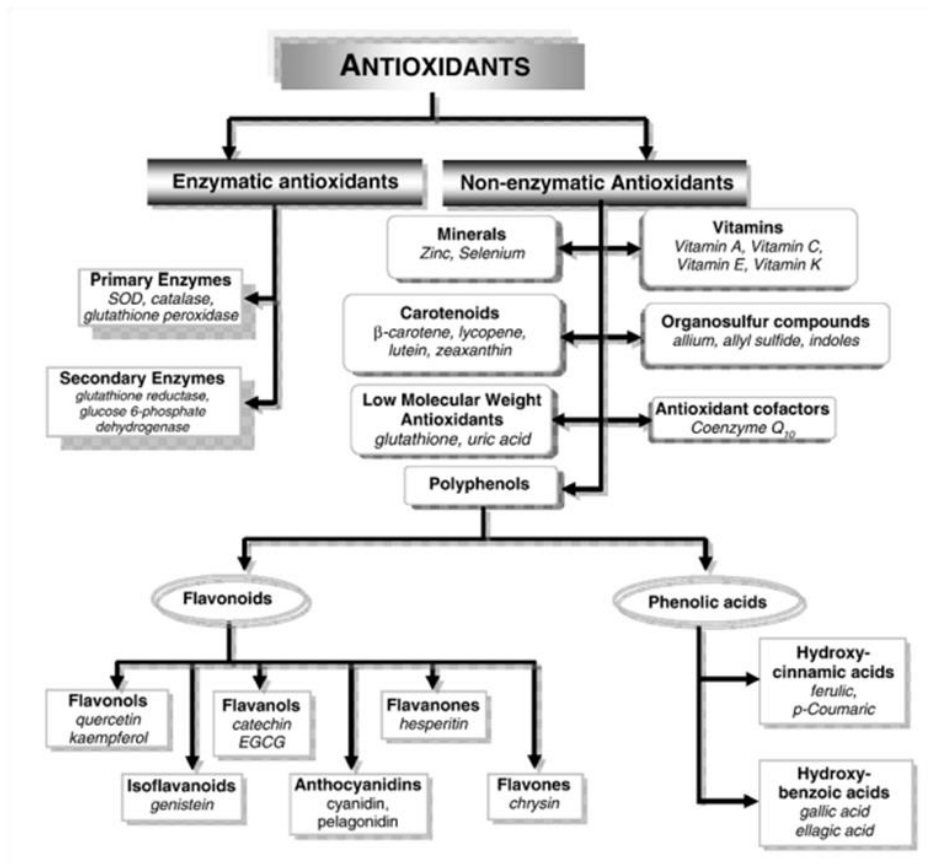 ANTIOXIDANTS
Enzymatic antioxidants
Non-enzymatic Antioxidants
Minerals
Zinc, Selenium
Vitamins
Vitamin A, Vitamin C,
Vitamin E, Vitamin K
Primary Enzymes
SOD, catalase,
glutathione peroxidase
Carotenoids
β-carotene, lycopene,
lutein, zeaxanthin
Organosulfur compounds
allium, allyl sulfide, indoles
Secondary Enzymes
glutathione reductase,
glucose 6-phosphate
dehydrogenase
Low Molecular Weight
Antioxidants
glutathione, uric acid
Antioxidant cofactors
Coenzyme Q10
Polyphenols
Flavonoids
Phenolic acids
Flavonols
quercetin
kaempferol
Flavanols
catechin
EGCG
Flavanones
hesperitin
Isoflavanoids
genistein
Anthocyanidins
cyanidin,
pelagonidin
Flavones
chrysin
Hydroxy-
cinnamic acids
ferulic,
p-Coumaric
Hydroxy-
benzoic acids
gallic acid
ellagic acid